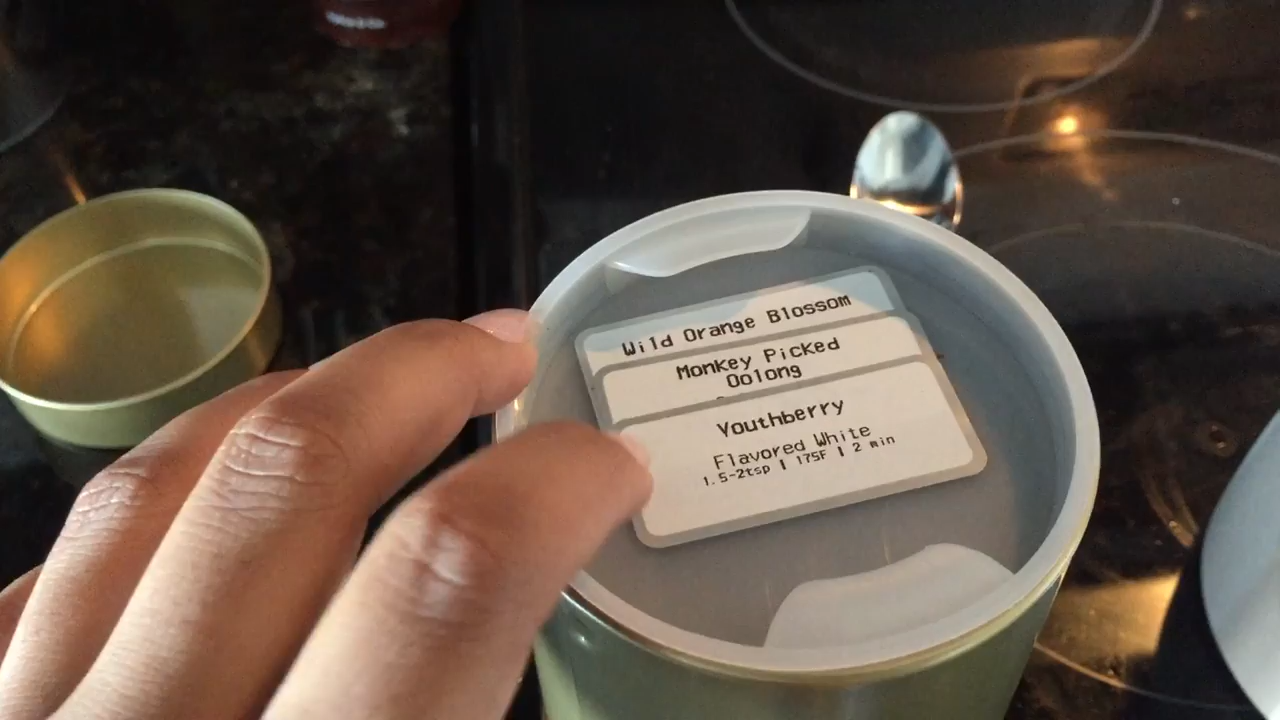 Wild Orange Blossom
Monkey Picked
Oolong
Youthberry
Flavored White
1.5-2tsp | 175F | 2 min